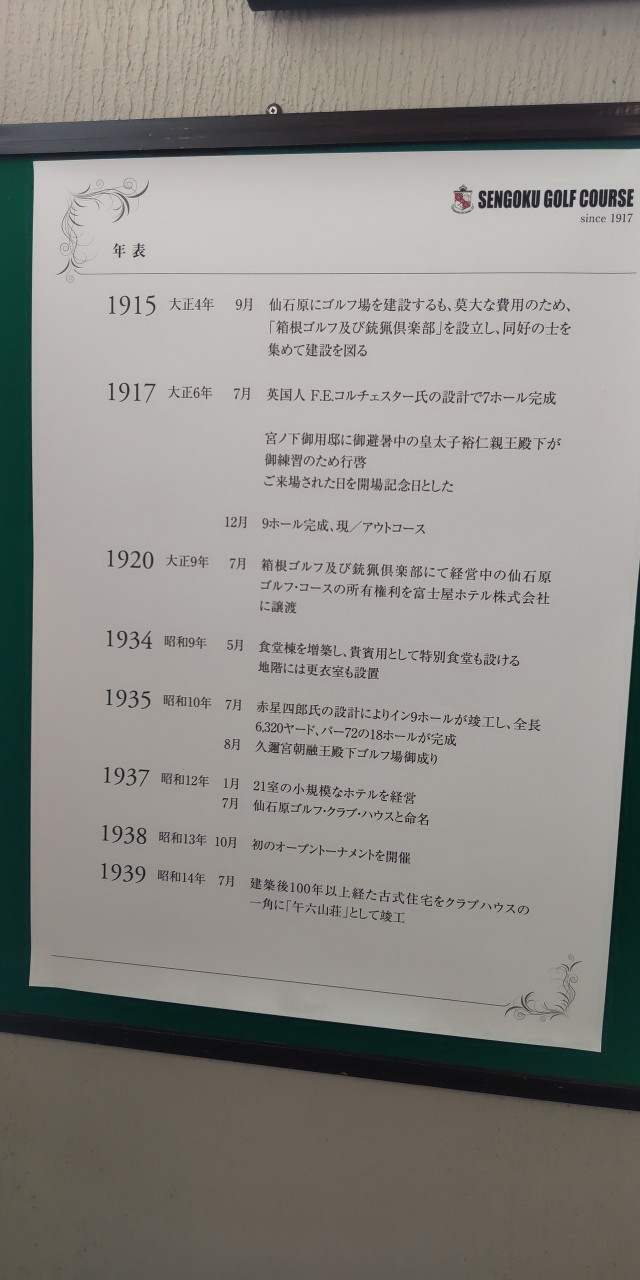 SENGOKU GOLF COURSE
since 1917
年表
1915 大正4年 9月 仙石原にゴルフ場を建設するも、莫大な費用のため、
「箱根ゴルフ及び銃猟倶楽部」を設立し、同好の士を
集めて建設を図る
1917 大正6年 7月 英国人 F.E.コルチェスター氏の設計で7ホール完成
宮ノ下御用邸に御避暑中の皇太子裕仁親王殿下が
御練習のため行啓
ご来場された日を開場記念日とした
12月 9ホール完成、現／アウトコース
1920 大正9年 7月 箱根ゴルフ及び銃猟倶楽部にて経営中の仙石原
ゴルフ・コースの所有権利を富士屋ホテル株式会社
に譲渡
1934 昭和9年 5月 食堂棟を増築し、貴賓用として特別食堂も設ける
地階には更衣室も設置
1935 昭和10年 7月 赤星四郎氏の設計によりイン9ホールが竣工し、全長
6,320ヤード、パー72の18ホールが完成
8月 久邇宮朝融王殿下ゴルフ場御成り
1937 昭和12年 1月 21室の小規模なホテルを経営
7月 仙石原ゴルフ・クラブ・ハウスと命名
1938 昭和13年 10月 初のオープントーナメントを開催
1939 昭和14年 7月 建築後100年以上経た古式住宅をクラブハウスの
一角に「午六山荘」として竣工